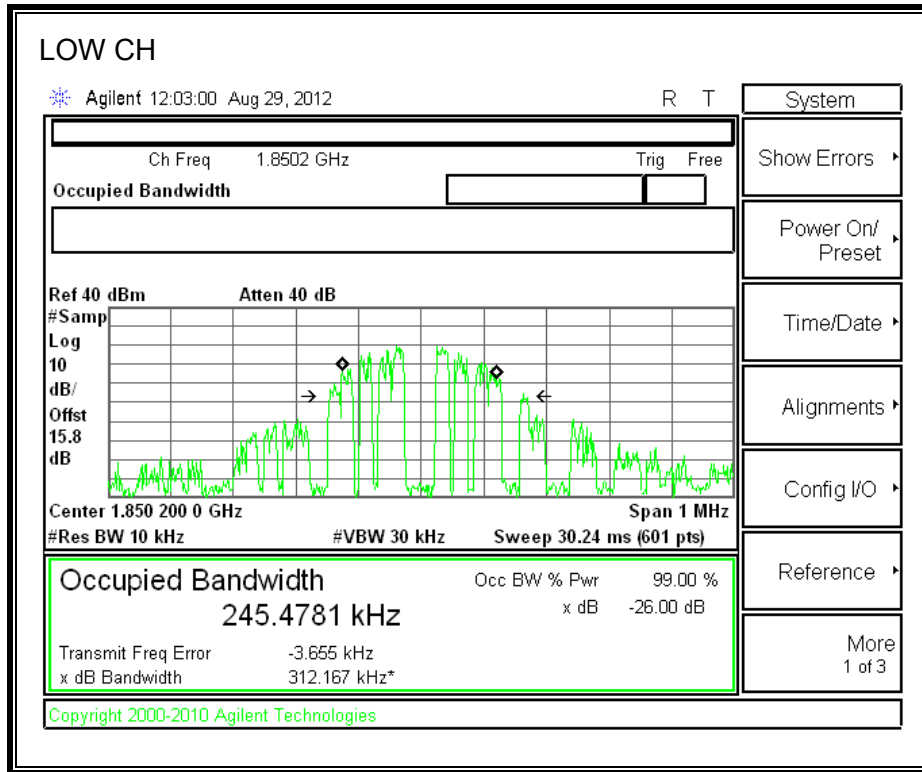 LOW CH
Agilent 12:03:00 Aug 29, 2012 R T
System
Ch Freq 1.8502 GHz Trig Free
Occupied Bandwidth
Show Errors
Power On/
Preset
Time/Date
Alignments
Config I/O
Reference
More
1 of 3
Ref 40 dBm Atten 40 dB
#Samp
Log
10
dB/
Offst
15.8
dB
Center 1.850 200 0 GHz Span 1 MHz
#Res BW 10 kHz #VBW 30 kHz Sweep 30.24 ms (601 pts)
Occupied Bandwidth Occ BW % Pwr 99.00 %
245.4781 kHz x dB -26.00 dB
Transmit Freq Error -3.655 kHz
x dB Bandwidth 312.167 kHz*
Copyright 2000-2010 Agilent Technologies